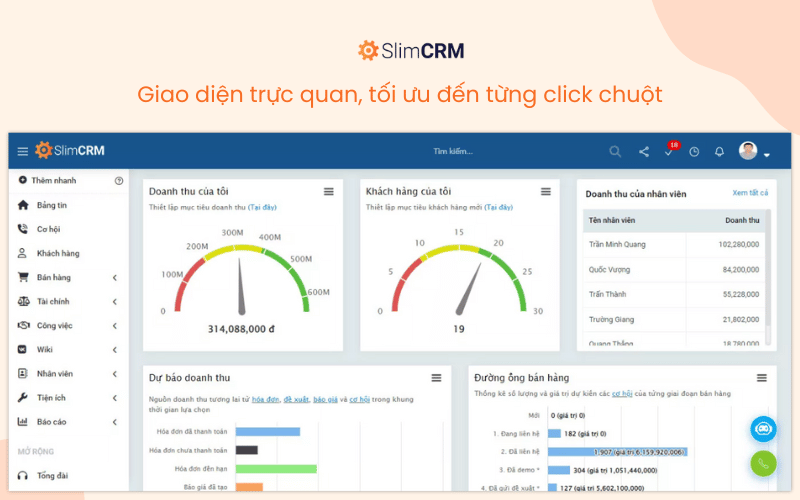 SlimCRM
Giao diện trực quan, tối ưu đến từng click chuột
SlimCRM
Tìm kiếm...
18
Thêm nhanh
Bảng tin
Cơ hội
Khách hàng
Bán hàng
Tài chính
Công việc
Wiki
Nhân viên
Tiện ích
Báo cáo
MỞ RỘNG
Tổng đài
Doanh thu của tôi
Thiết lập mục tiêu doanh thu (Tại đây)
0
100M
200M
300M
400M
500M
600M
314,088,000 đ
Khách hàng của tôi
Thiết lập mục tiêu khách hàng mới (Tại đây)
0
5
10
15
20
25
30
19
Doanh thu của nhân viên
Xem tất cả
Tên nhân viên Doanh thu
Trần Minh Quang 102,280,000
Quốc Vượng 84,200,000
Trấn Thành 55,228,000
Trường Giang 21,802,000
Quang Thắng 18,780,000
Dự báo doanh thu
Nguồn doanh thu tương lai từ hóa đơn, đề xuất, báo giá và cơ hội trong khung
thời gian lựa chọn
Hóa đơn đã thanh toán
Hóa đơn chưa thanh toán
Hóa đơn đến hạn
Báo giá đã tạo
Đường ống bán hàng
Thống kê số lượng và giá trị dự kiến các cơ hội của từng giai đoạn bán hàng
Mới 0 (giá trị 0)
1. Đang liên hệ 182 (giá trị 0)
2. Đã liên hệ 1,907 (giá trị 6,159,920,006)
3. Đã demo * 304 (giá trị 1,051,440,000)
4. Đã gửi đề xuất * 127 (giá trị 5,602,100,000)